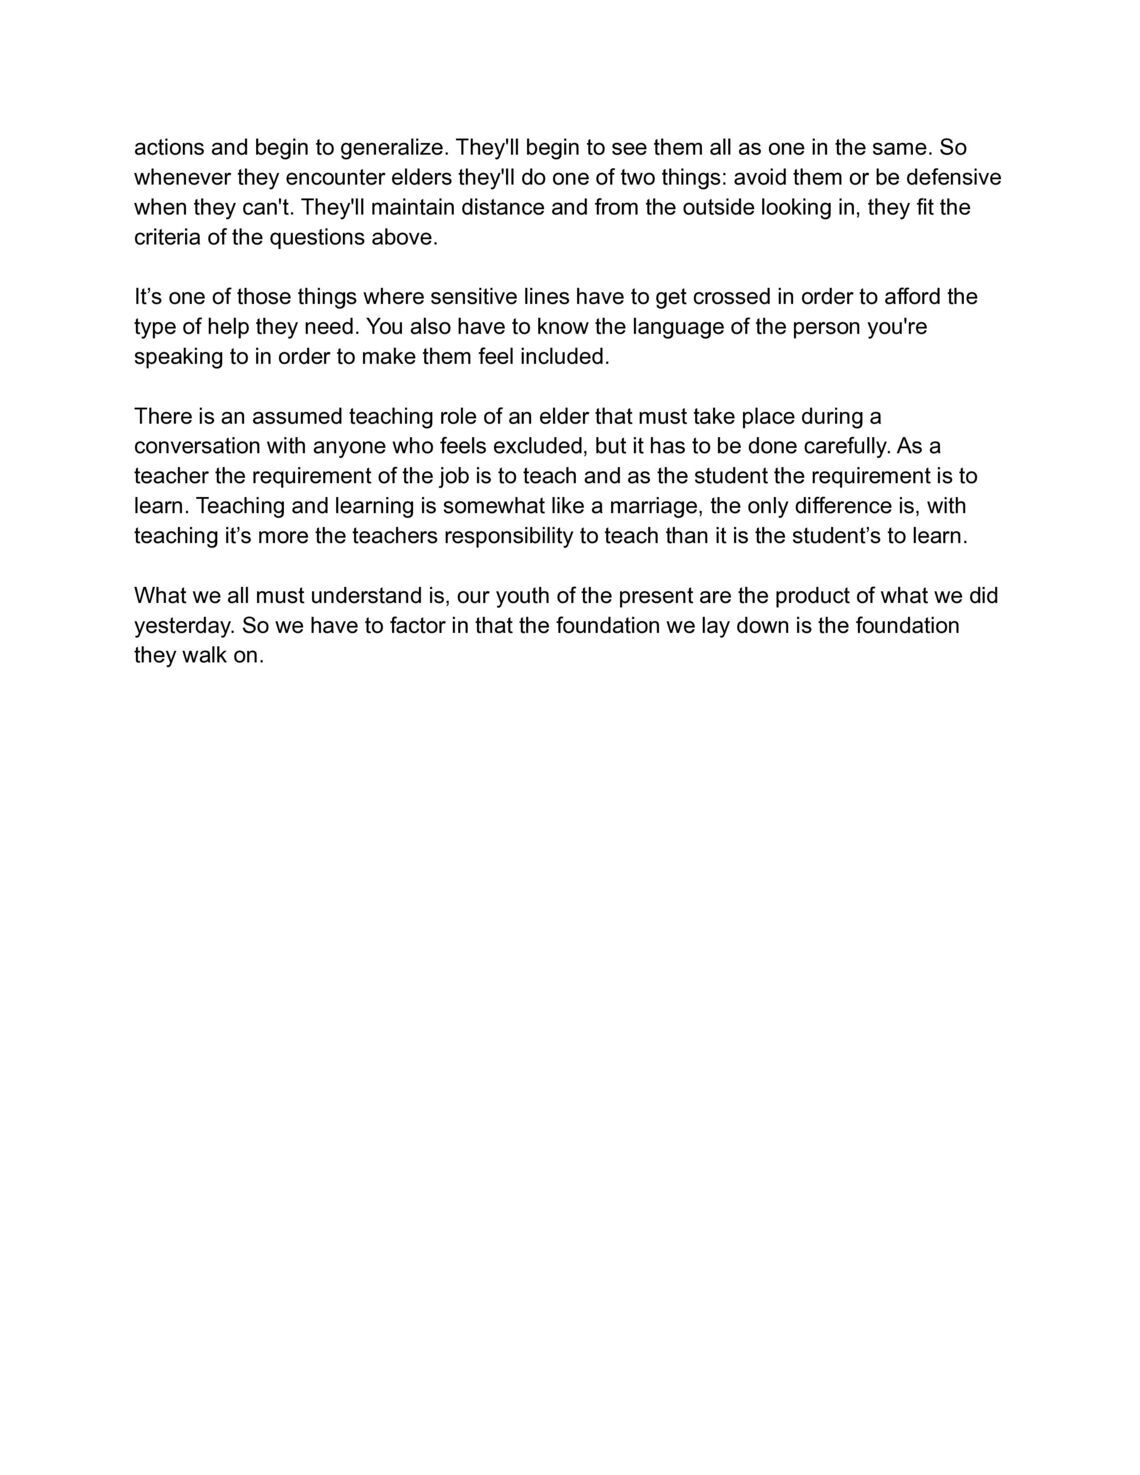 actions and begin to generalize. They'll begin to see them all as one in the same. So
whenever they encounter elders they'll do one of two things: avoid them or be defensive
when they can't. They'll maintain distance and from the outside looking in, they fit the
criteria of the questions above.
It’s one of those things where sensitive lines have to get crossed in order to afford the
type of help they need. You also have to know the language of the person you're
speaking to in order to make them feel included.
There is an assumed teaching role of an elder that must take place during a
conversation with anyone who feels excluded, but it has to be done carefully. As a
teacher the requirement of the job is to teach and as the student the requirement is to
learn. Teaching and learning is somewhat like a marriage, the only difference is, with
teaching it’s more the teachers responsibility to teach than it is the student’s to learn.
What we all must understand is, our youth of the present are the product of what we did
yesterday. So we have to factor in that the foundation we lay down is the foundation
they walk on.